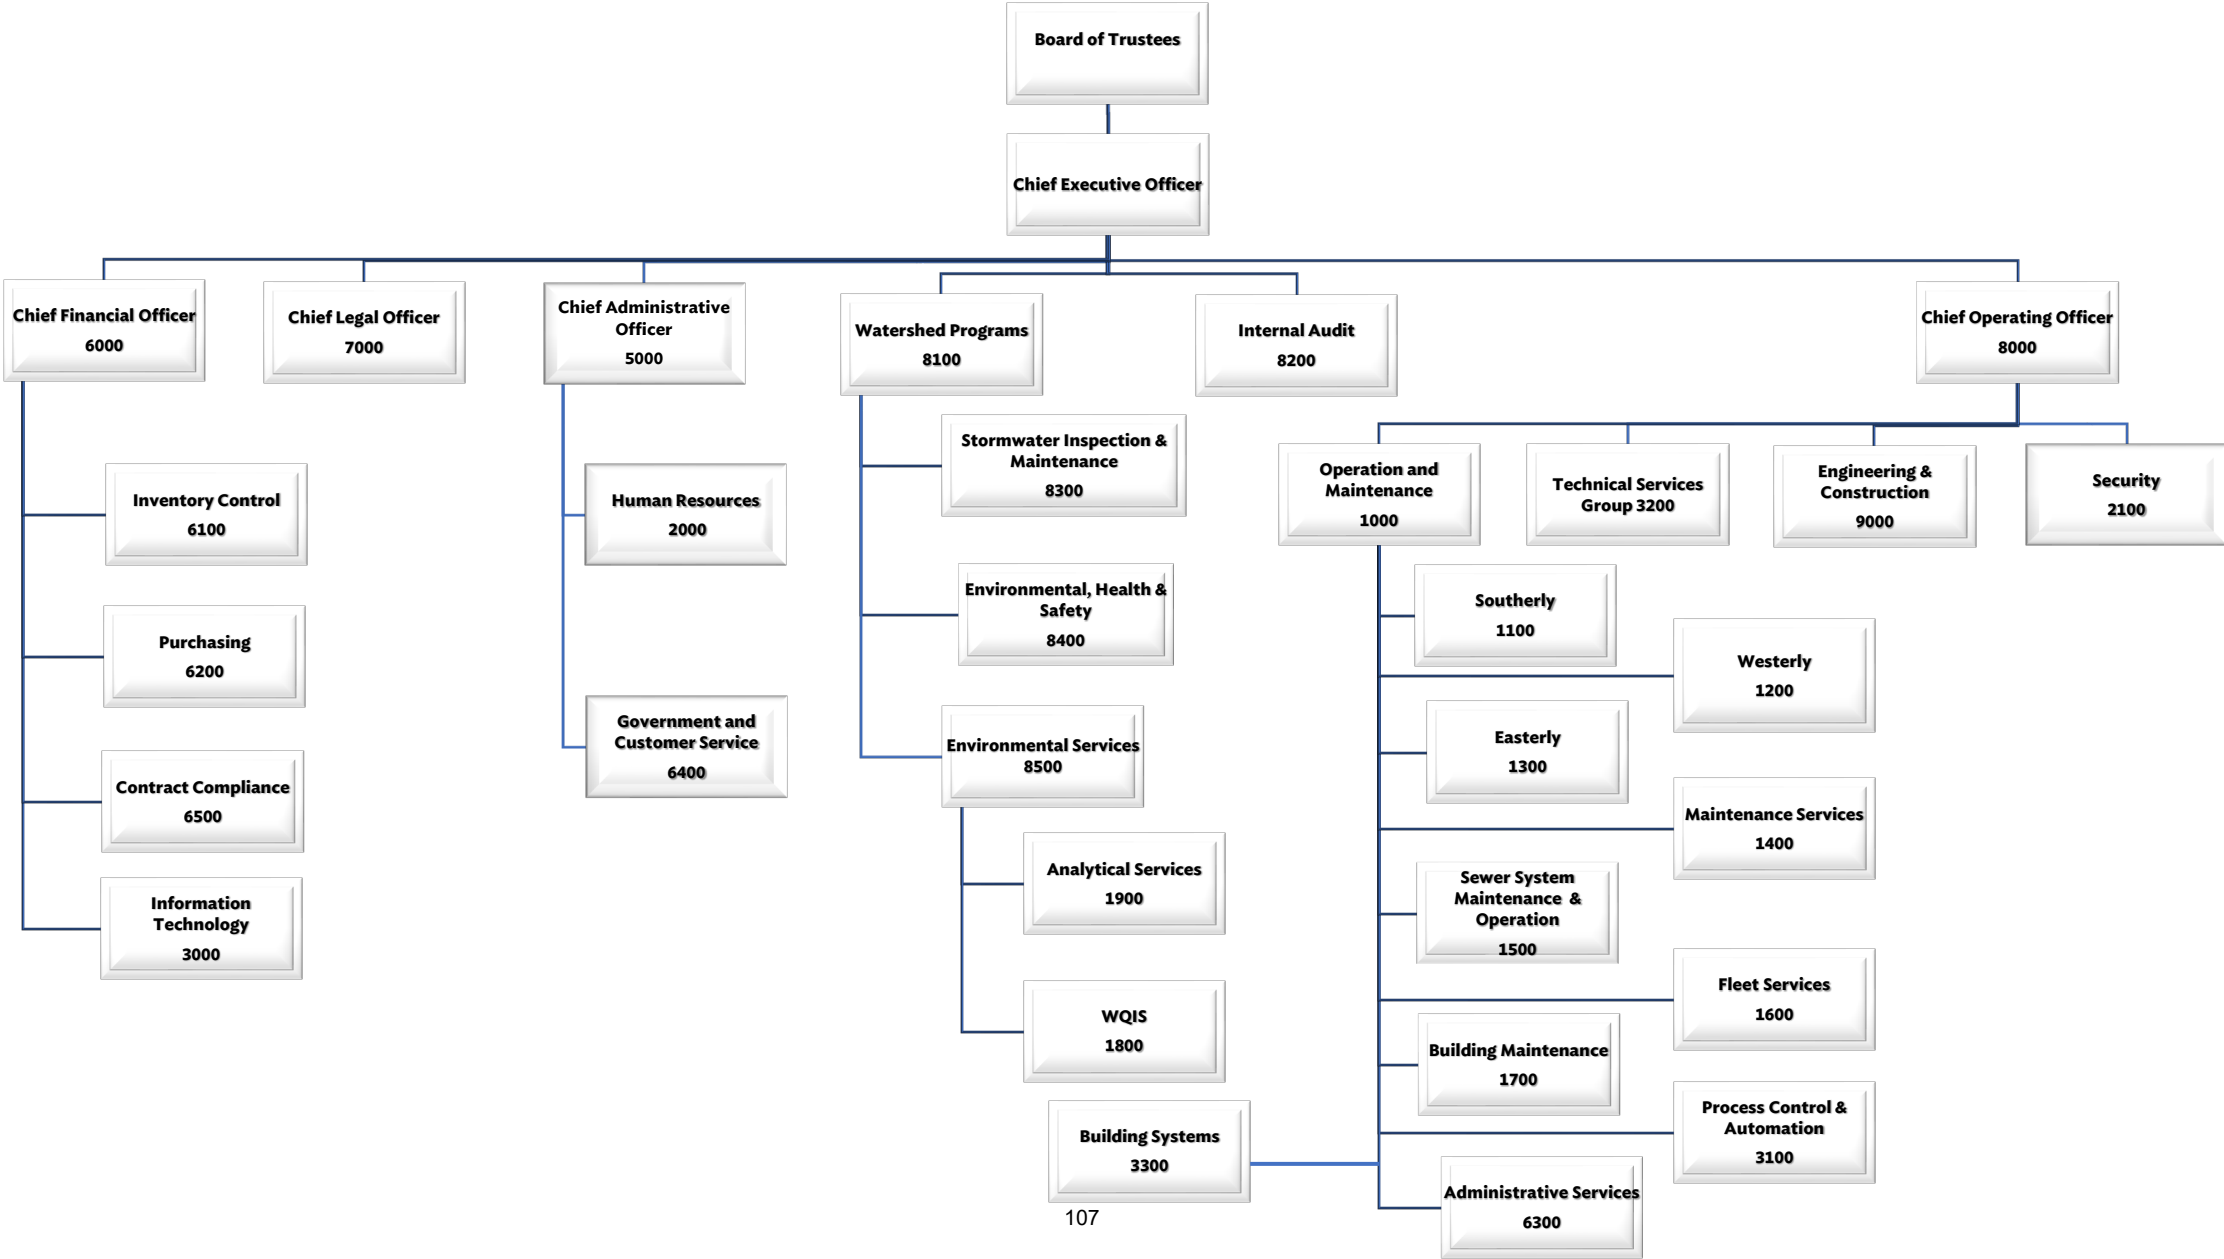 Board of Trustees
Chief Executive Officer
Chief Financial Officer
6000
Chief Legal Officer
7000
Chief Administrative
Officer
5000
Watershed Programs
8100
Internal Audit
8200
Chief Operating Officer
8000
Inventory Control
6100
Purchasing
6200
Contract Compliance
6500
Information
Technology
3000
Human Resources
2000
Government and
Customer Service
6400
Stormwater Inspection &
Maintenance
8300
Environmental, Health &
Safety
8400
Environmental Services
8500
Analytical Services
1900
WQIS
1800
Operation and
Maintenance
1000
Technical Services
Group 3200
Engineering &
Construction
9000
Security
2100
Southerly
1100
Westerly
1200
Easterly
1300
Maintenance Services
1400
Sewer System
Maintenance &
Operation
1500
Fleet Services
1600
Building Maintenance
1700
Process Control &
Automation
3100
Building Systems
3300
Administrative Services
6300
107